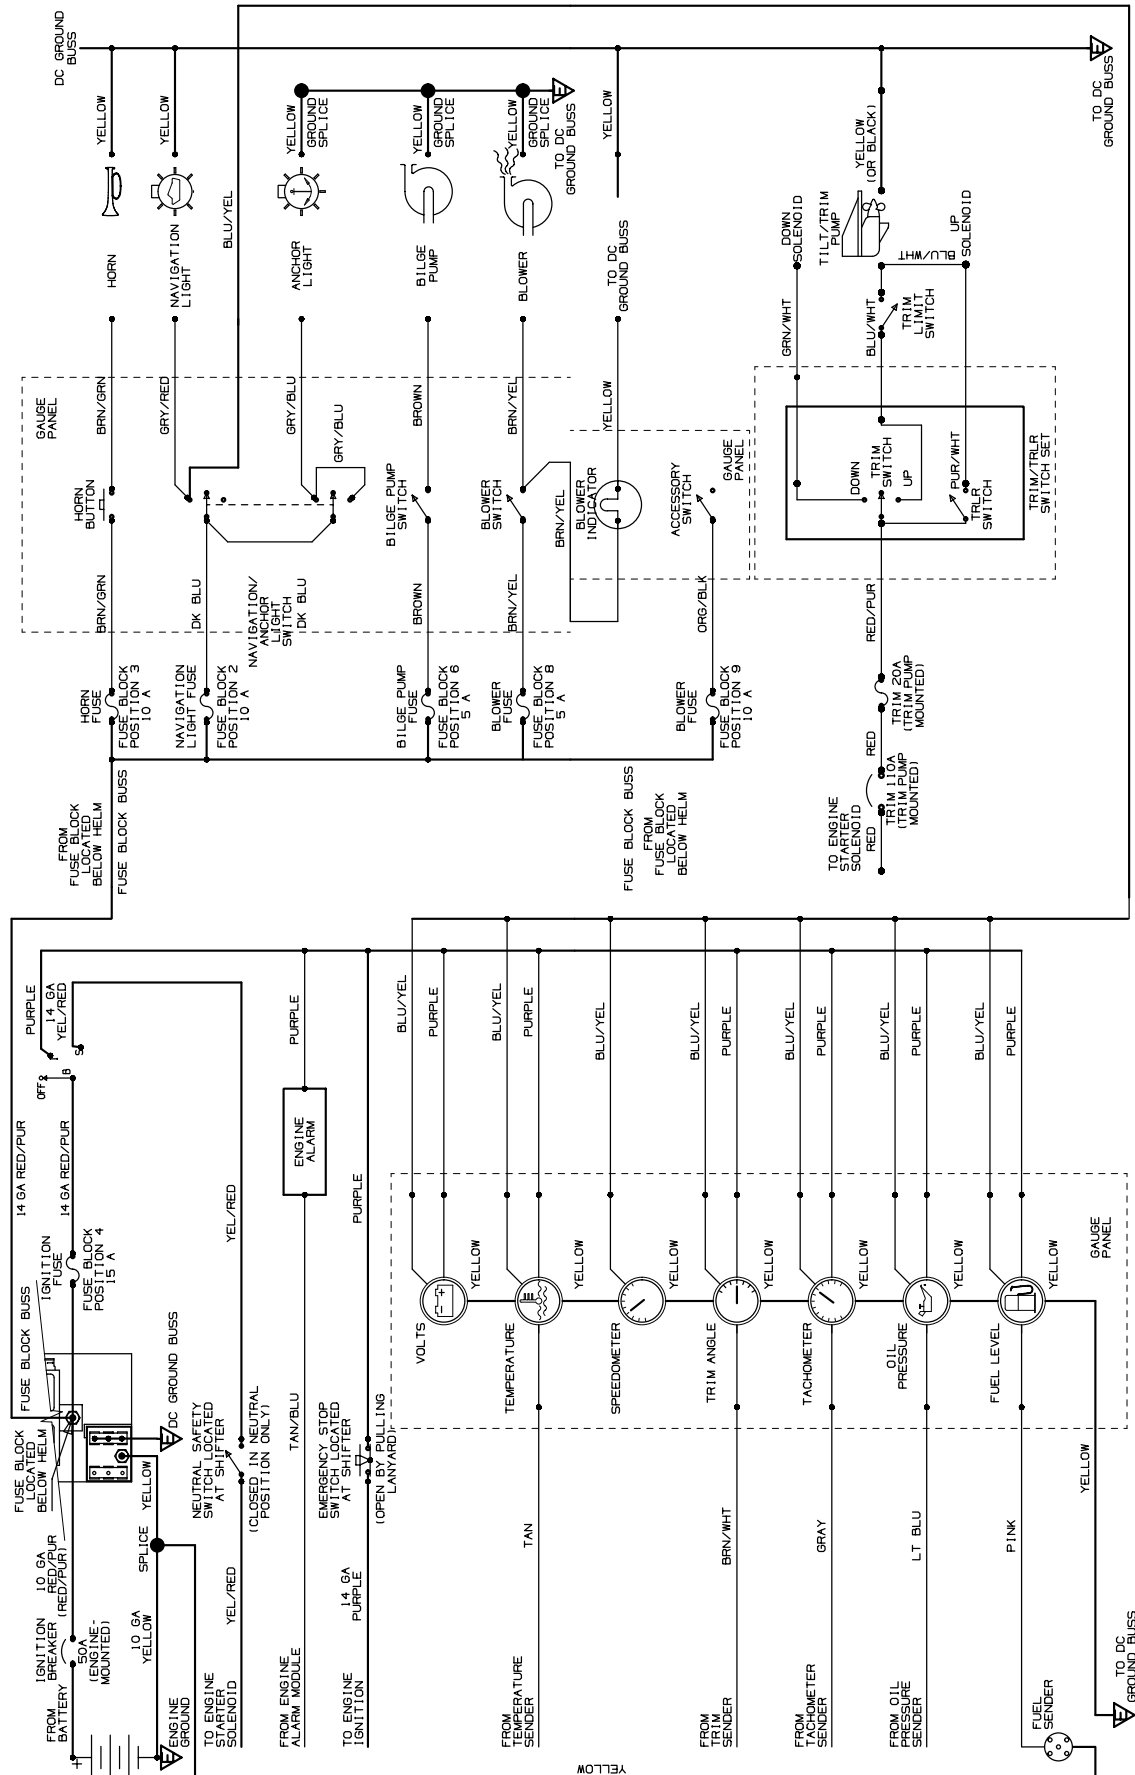 DC GROUND
BUSS
YELLOW
YELLOW
YELLOW
GROUND
SPLICE
YELLOW
GROUND
SPLICE
YELLOW
GROUND
SPLICE
TO DC
GROUND BUSS
YELLOW
YELLOW
(OR BLACK)
TO DC
GROUND BUSS
HORN
NAVIGATION
LIGHT
BLU/YEL
ANCHOR
LIGHT
BILGE
PUMP
BLOWER
TO DC
GROUND BUSS
DOWN
SOLENOID
TILT/TRIM
PUMP
BLU/WHT
UP
SOLENOID
GAUGE
PANEL
BRN/GRN
GRY/RED
GRY/BLU
GRY/BLU
BROWN
BRN/YEL
YELLOW
GRN/WHT
BLU/WHT
TRIM
LIMIT
SWITCH
HORN
BUTTON
BILGE PUMP
SWITCH
BLOWER
SWITCH
BRN/YEL
BLOWER
INDICATOR
ACCESSORY
SWITCH
GAUGE
PANEL
DOWN
TRIM
SWITCH
UP
PUR/WHT
TRLR
SWITCH
TRIM/TRLR
SWITCH SET
BRN/GRN
DK BLU
NAVIGATION/
ANCHOR
LIGHT
SWITCH
DK BLU
BROWN
BRN/YEL
ORG/BLK
RED/PUR
HORN
FUSE
FUSE BLOCK
POSITION 3
10 A
NAVIGATION
LIGHT FUSE
FUSE BLOCK
POSITION 2
10 A
BILGE PUMP
FUSE
FUSE BLOCK
POSITION 6
5 A
BLOWER
FUSE
FUSE BLOCK
POSITION 8
5 A
BLOWER
FUSE
FUSE BLOCK
POSITION 9
10 A
TRIM 20A
(TRIM PUMP
MOUNTED)
RED
TRIM 110A
(TRIM PUMP
MOUNTED)
FROM
FUSE BLOCK
LOCATED
BELOW HELM
FUSE BLOCK BUSS
FUSE BLOCK BUSS
FROM
FUSE BLOCK
LOCATED
BELOW HELM
TO ENGINE
STARTER
SOLENOID
RED
PURPLE
14 GA
YEL/RED
OFF
I
S
B
PURPLE
BLU/YEL
PURPLE
BLU/YEL
PURPLE
BLU/YEL
BLU/YEL
PURPLE
BLU/YEL
PURPLE
BLU/YEL
PURPLE
BLU/YEL
PURPLE
14 GA RED/PUR
14 GA RED/PUR
YEL/RED
ENGINE
ALARM
PURPLE
GAUGE
PANEL
FUSE BLOCK BUSS
IGNITION
FUSE
FUSE BLOCK
POSITION 4
15 A
YELLOW
YELLOW
YELLOW
YELLOW
YELLOW
YELLOW
YELLOW
VOLTS
TEMPERATURE
SPEEDOMETER
TRIM ANGLE
TACHOMETER
OIL
PRESSURE
FUEL LEVEL
FUSE BLOCK
LOCATED
BELOW HELM
DC GROUND BUSS
YELLOW
NEUTRAL SAFETY
SWITCH LOCATED
AT SHIFTER
(CLOSED IN NEUTRAL
POSITION ONLY)
TAN/BLU
EMERGENCY STOP
SWITCH LOCATED
AT SHIFTER
(OPEN BY PULLING
LANYARD)
YELLOW
10 GA
RED/PUR
(RED/PUR)
SPLICE
YEL/RED
14 GA
PURPLE
TAN
BRN/WHT
GRAY
LT BLU
PINK
IGNITION
BREAKER
50A
(ENGINE-
MOUNTED)
10 GA
YELLOW
FROM
BATTERY
ENGINE
GROUND
TO ENGINE
STARTER
SOLENOID
FROM ENGINE
ALARM MODULE
TO ENGINE
IGNITION
FROM
TEMPERATURE
SENDER
FROM
TRIM
SENDER
FROM
TACHOMETER
SENDER
FROM OIL
PRESSURE
SENDER
FUEL
SENDER
TO DC
GROUND BUSS
YELLOW